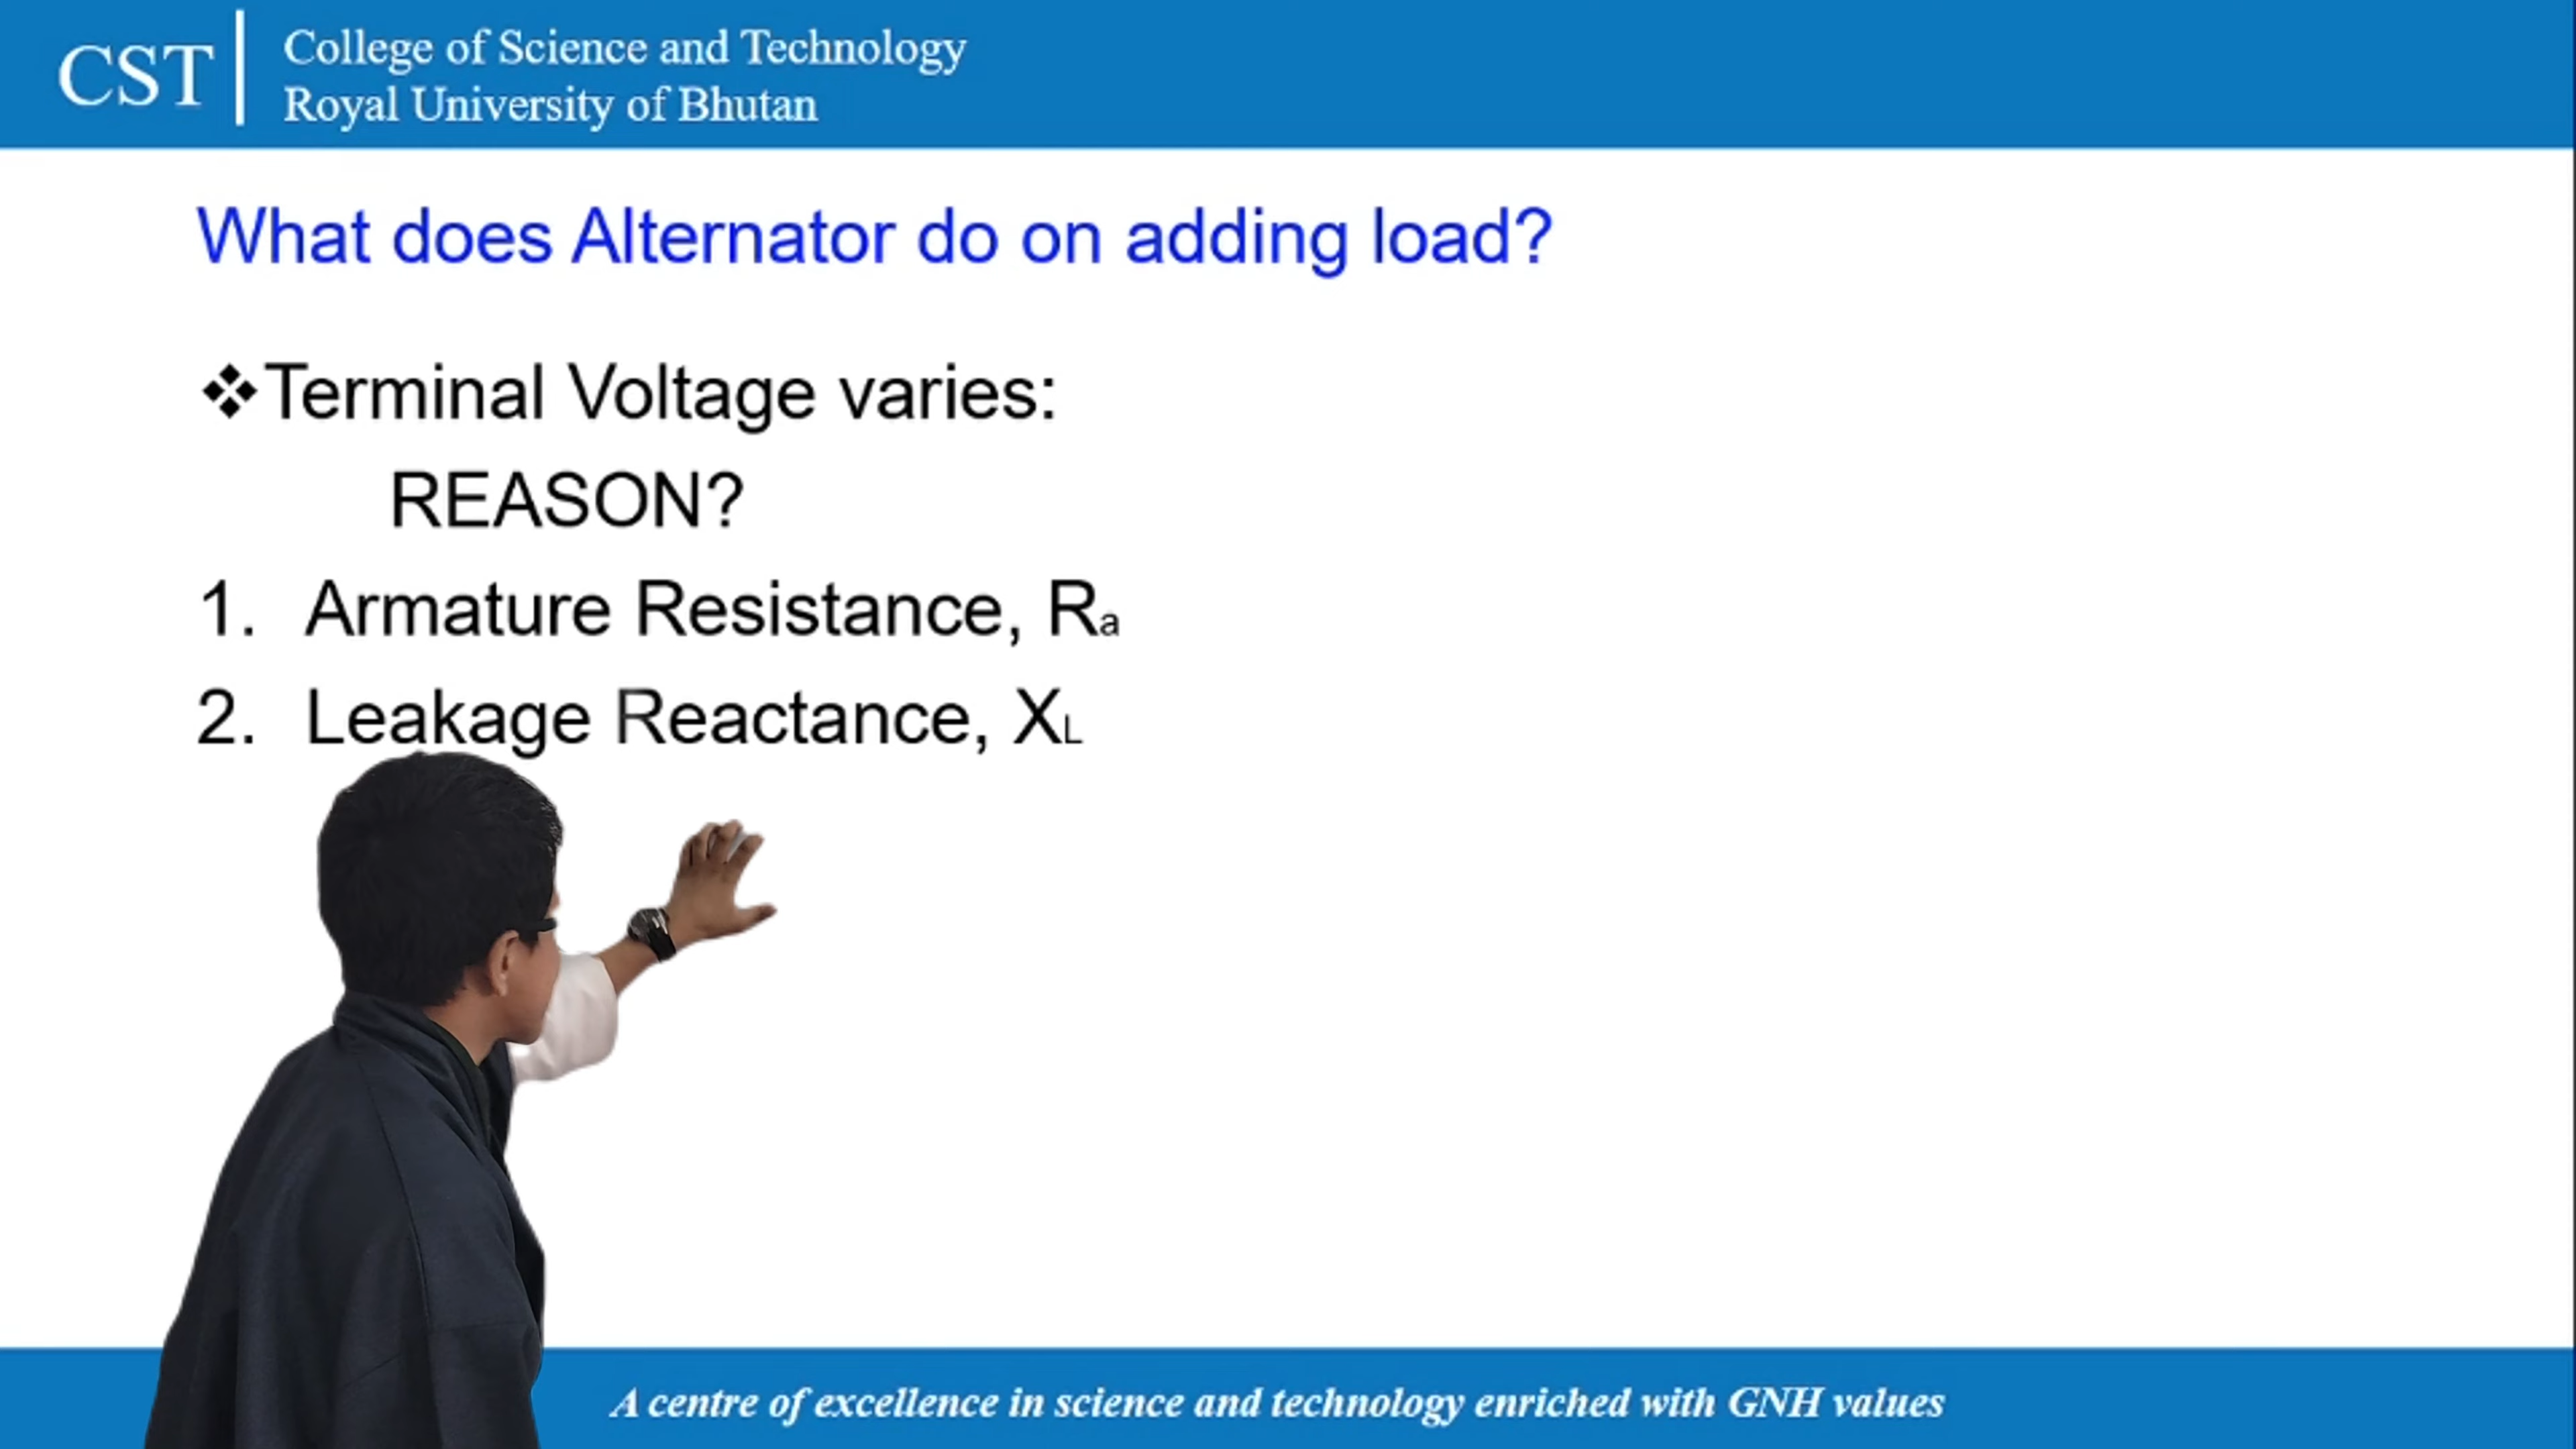 CST
College of Science and Technology
Royal University of Bhutan
What does Alternator do on adding load?
❖Terminal Voltage varies:
REASON?
1. Armature Resistance, Ra
2. Leakage Reactance, XL
A centre of excellence in science and technology enriched with GNH values